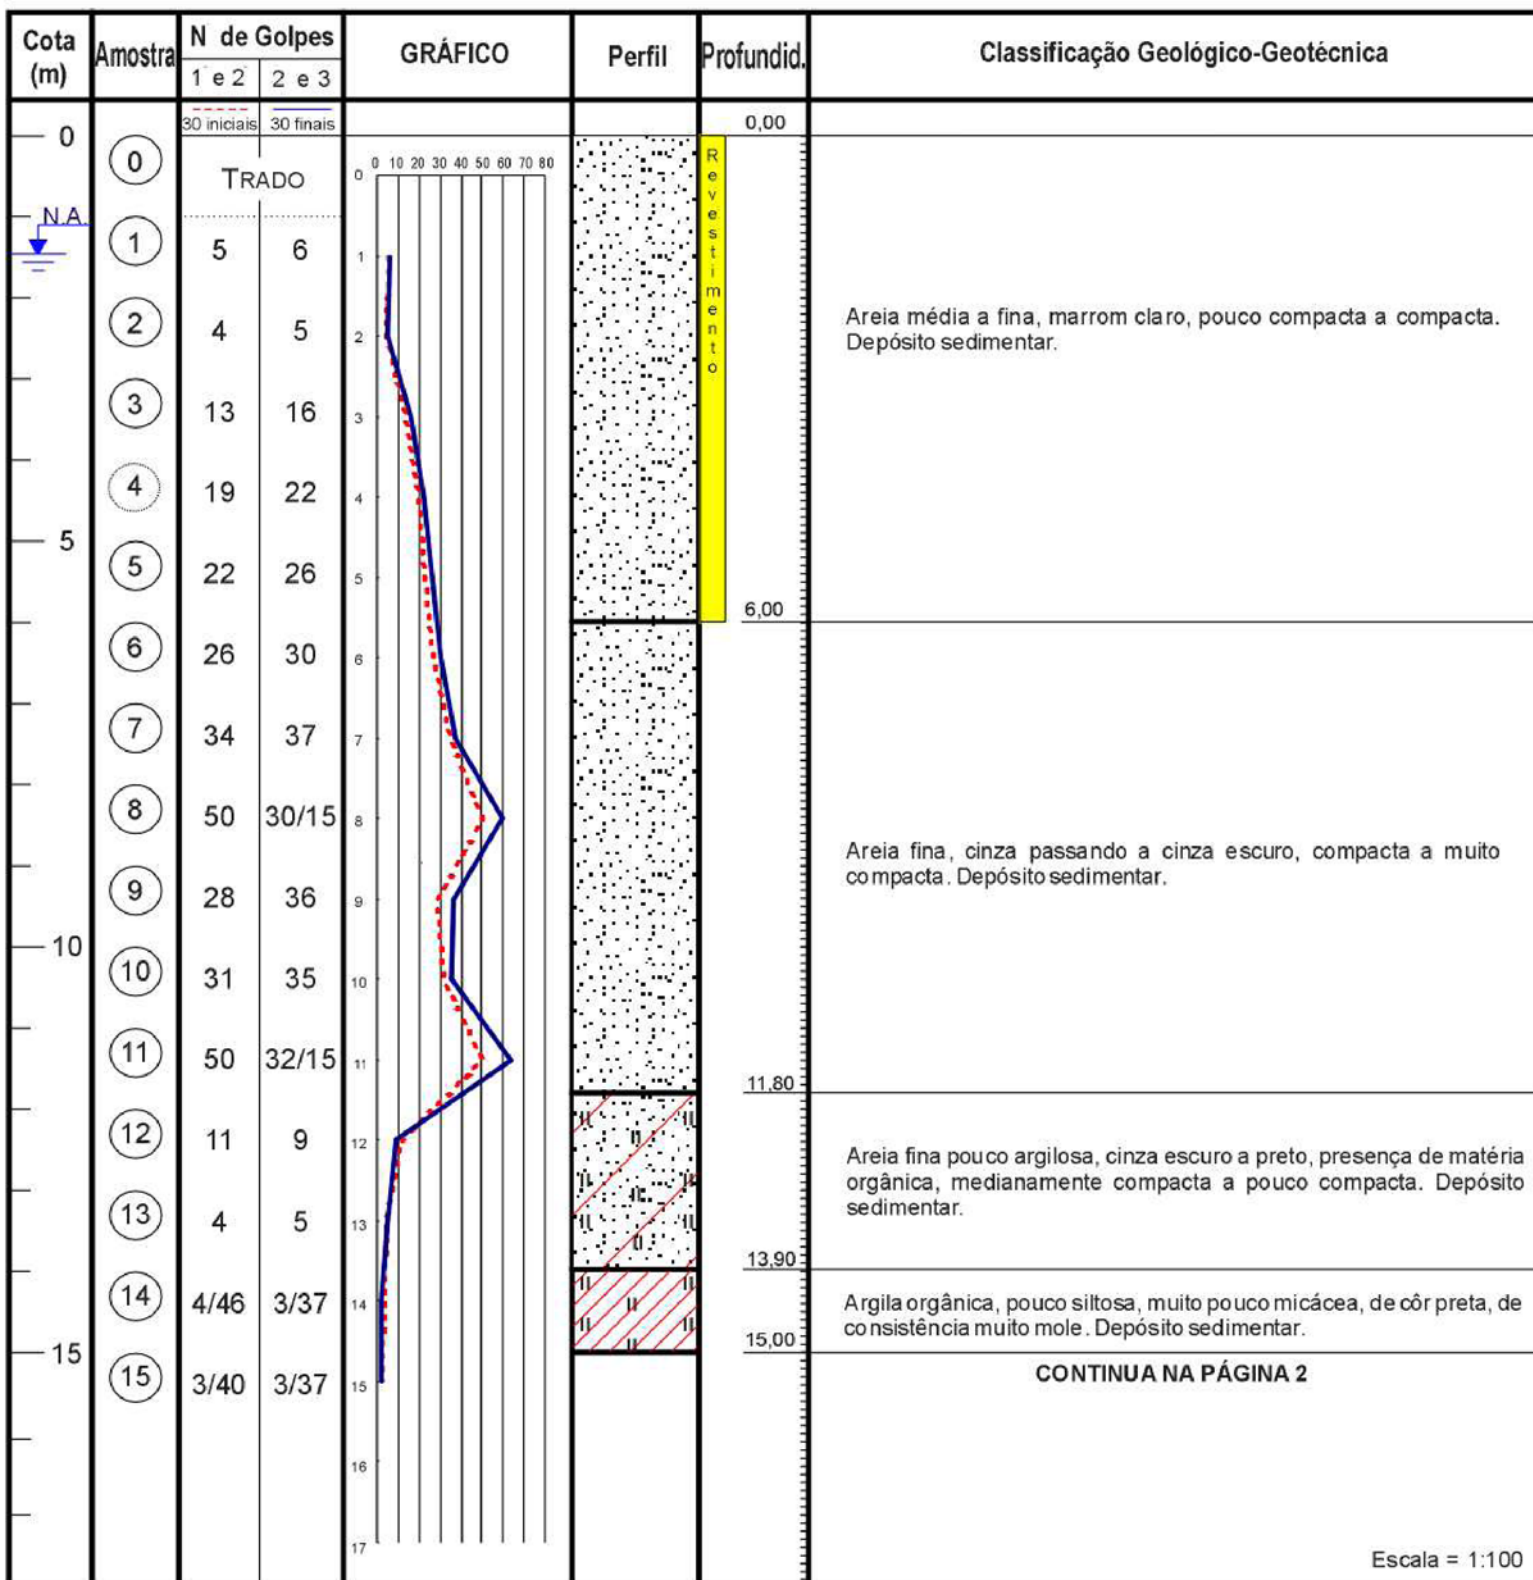 Cota
(m)
Amostra
N de Golpes
1 e 2
2 e 3
GRÁFICO
Perfil
Profundid.
Classificação Geológico-Geotécnica
30 iniciais
30 finais
0
0
TRADO
0 10 20 30 40 50 60 70 80
0
Revestimento
0,00
N.A.
1 5 6
1
2 4 5
2
Areia média a fina, marrom claro, pouco compacta a compacta.
Depósito sedimentar.
3 13 16
3
4 19 22
4
5
5 22 26
5
6,00
6 26 30
6
7 34 37
7
8 50 30/15
8
Areia fina, cinza passando a cinza escuro, compacta a muito
compacta. Depósito sedimentar.
9 28 36
9
10
10 31 35
10
11 50 32/15
11
11,80
12 11 9
12
Areia fina pouco argilosa, cinza escuro a preto, presença de matéria
orgânica, medianamente compacta a pouco compacta. Depósito
sedimentar.
13 4 5
13
13,90
14 4/46 3/37
14
Argila orgânica, pouco siltosa, muito pouco micácea, de côr preta, de
consistência muito mole. Depósito sedimentar.
15,00
15
15 3/40 3/37
15
CONTINUA NA PÁGINA 2
16
17
Escala = 1:100